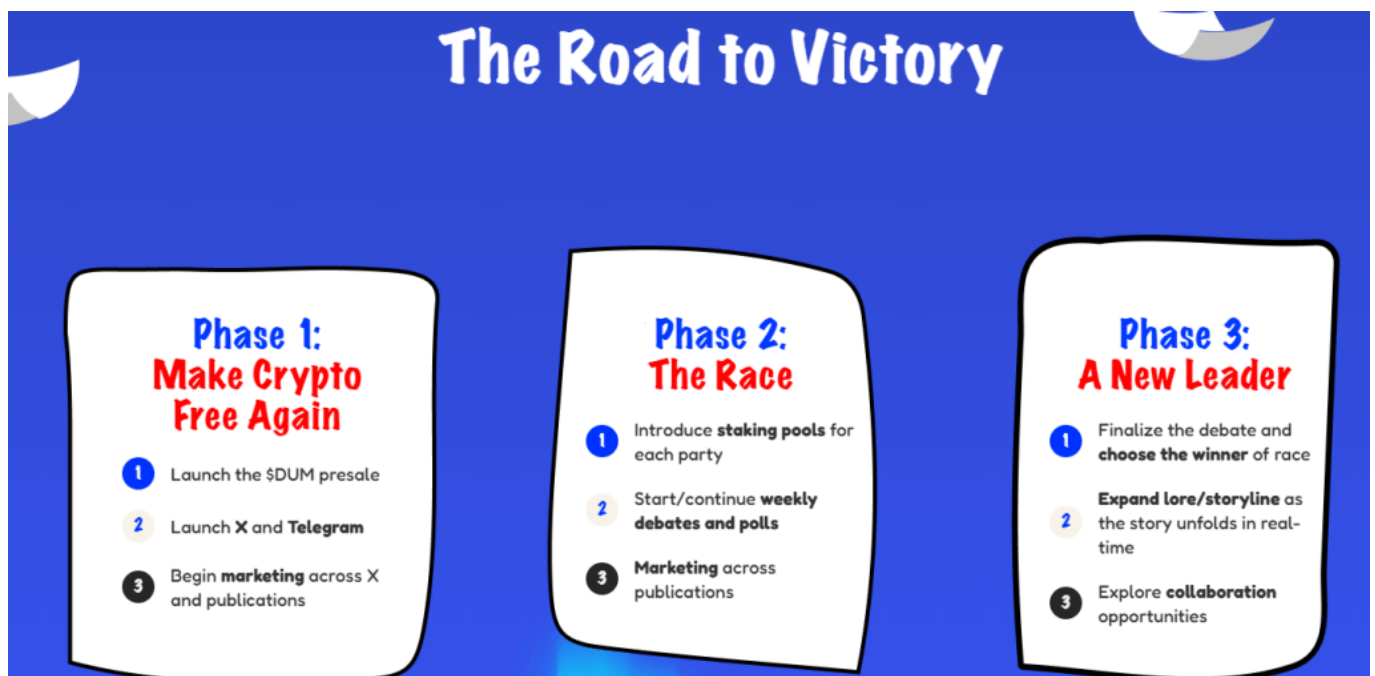 The Road to Victory
Phase 1:
Make Crypto
Free Again
1
Launch the $DUM presale
2
Launch X and Telegram
3
Begin marketing across X
and publications
Phase 2:
The Race
1
Introduce staking pools for
each party
2
Start/continue weekly
debates and polls
3
Marketing across
publications
Phase 3:
A New Leader
1
Finalize the debate and
choose the winner of race
2
Expand lore/storyline as
the story unfolds in real-
time
3
Explore collaboration
opportunities